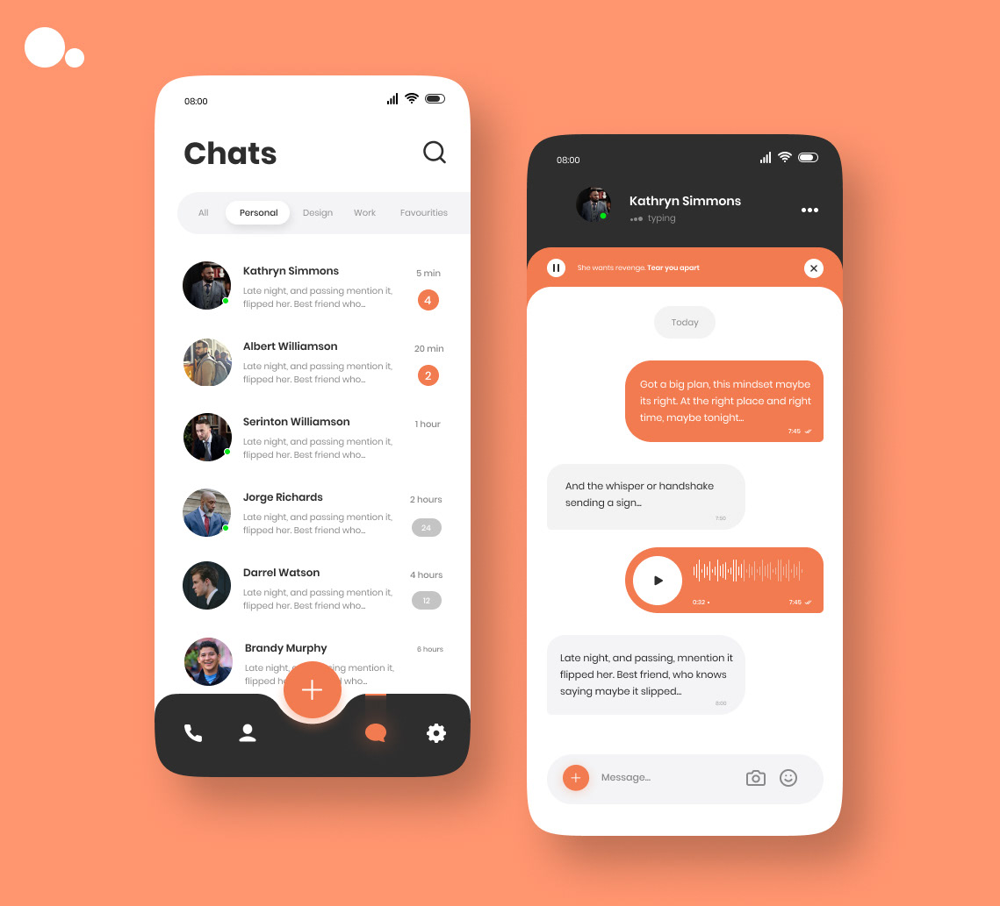 08:00
Chats
All Personal Design Work Favourities
Kathryn Simmons
5 min
Late night, and passing mention it,
flipped her. Best friend who...
4
Albert Williamson
20 min
Late night, and passing mention it,
flipped her. Best friend who...
2
Serinton Williamson
1 hour
Late night, and passing mention it,
flipped her. Best friend who...
Jorge Richards
2 hours
Late night, and passing mention it,
flipped her. Best friend who...
24
Darrel Watson
4 hours
Late night, and passing mention it,
flipped her. Best friend who...
12
Brandy Murphy
6 hours
Late night, ing mention it,
flipped he who...
08:00
Kathryn Simmons
typing
She wants revenge. Tear you apart
Today
Got a big plan, this mindset maybe
its right. At the right place and right
time, maybe tonight...
7:45
And the whisper or handshake
sending a sign...
7:50
0:32
7:45
Late night, and passing, mnention it
flipped her. Best friend, who knows
saying maybe it slipped...
8:00
Message...